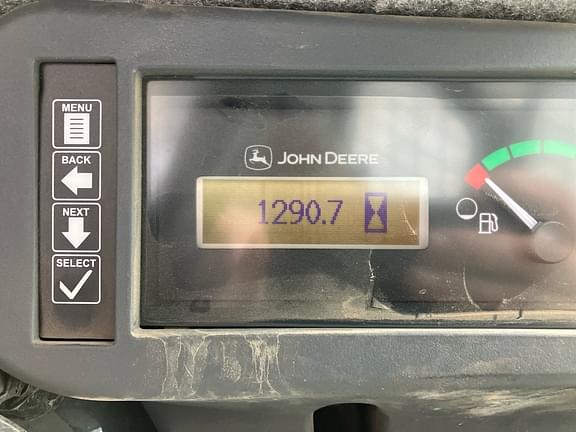 MENU
BACK
NEXT
SELECT
JOHN DEERE
1290.7